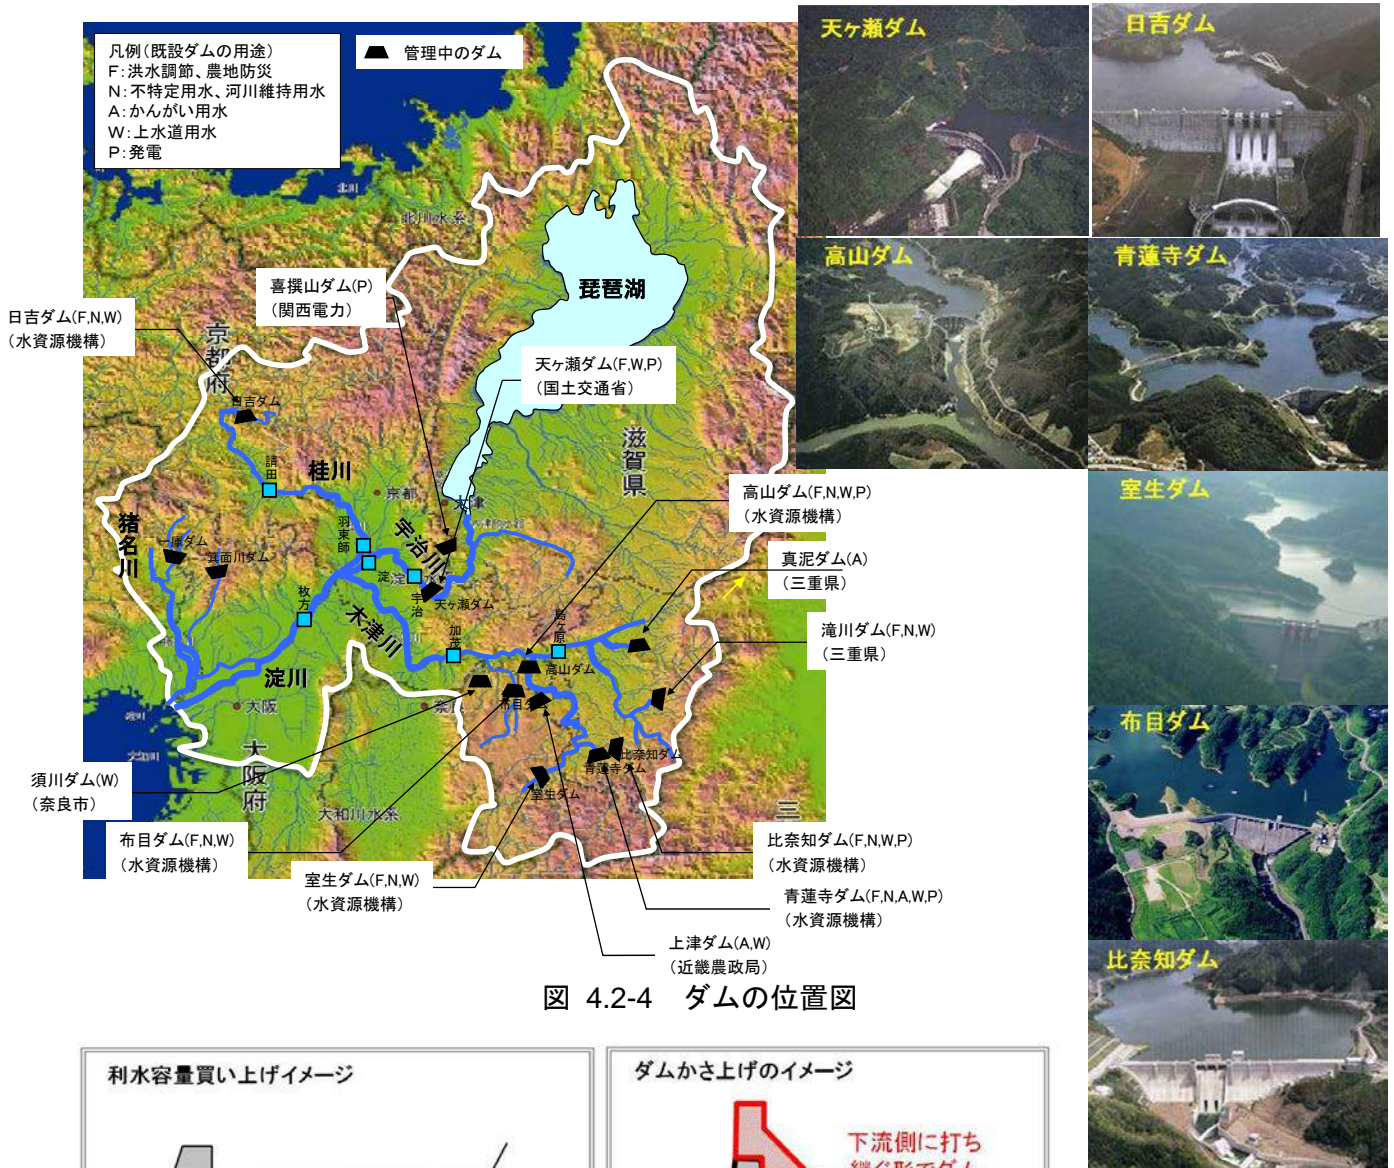 凡例(既設ダムの用途)
F:洪水調節、農地防災
N:不特定用水、河川維持用水
A:かんがい用水
W:上水道用水
P:発電
管理中のダム
天ヶ瀬ダム
日吉ダム
高山ダム
青蓮寺ダム
室生ダム
布目ダム
比奈知ダム
北川
北川水系
琵琶湖
喜撰山ダム(P)
(関西電力)
日吉ダム(F,N,W)
(水資源機構)
京都府
天ヶ瀬ダム(F,W,P)
(国土交通省)
日吉ダム
滋賀県
請田
桂川
京都
大津
高山ダム(F,N,W,P)
(水資源機構)
猪名川
一庫ダム
箕面川ダム
羽束師
宇治川
淀
宇治
天ヶ瀬ダム
真泥ダム(A)
(三重県)
枚方
木津川
加茂
島ヶ原
高山ダム
滝川ダム(F,N,W)
(三重県)
淀川
大阪
奈良
布目ダム
比奈知ダム
青蓮寺ダム
室生ダム
大阪府
大和川水系
三
須川ダム(W)
(奈良市)
布目ダム(F,N,W)
(水資源機構)
室生ダム(F,N,W)
(水資源機構)
比奈知ダム(F,N,W,P)
(水資源機構)
青蓮寺ダム(F,N,A,W,P)
(水資源機構)
上津ダム(A,W)
(近畿農政局)
図 4.2-4 ダムの位置図
利水容量買い上げイメージ
ダムかさ上げのイメージ
下流側に打ち
継ぐ形でダム